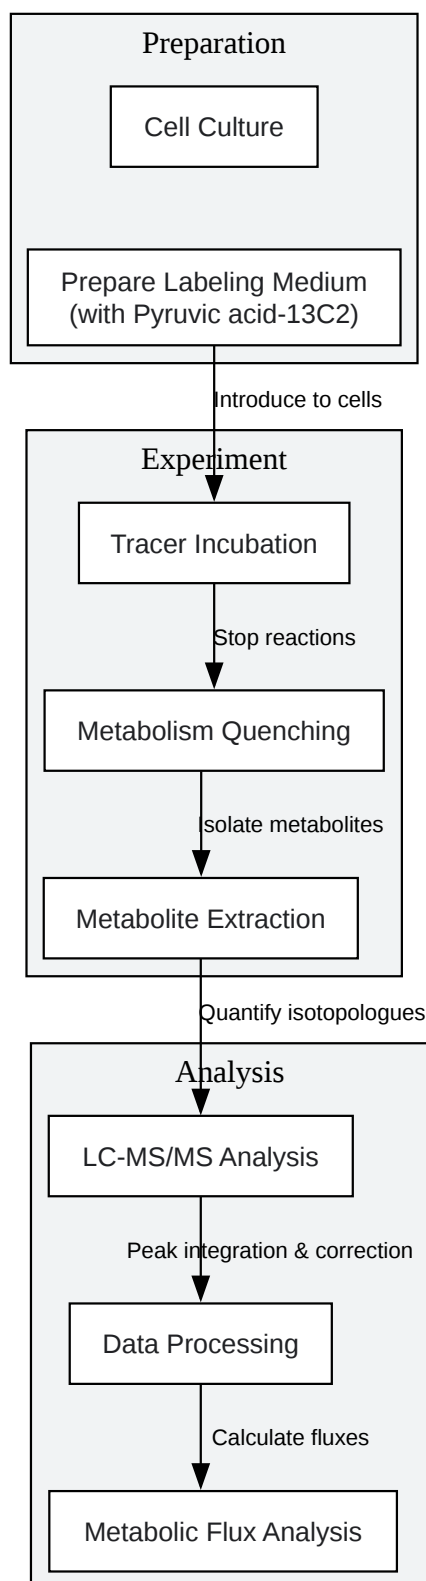 Preparation
Cell Culture
Prepare Labeling Medium
(with Pyruvic acid-13C2)
Introduce to cells
Experiment
Tracer Incubation
Stop reactions
Metabolism Quenching
Isolate metabolites
Metabolite Extraction
Quantify isotopologues
Analysis
LC-MS/MS Analysis
Peak integration & correction
Data Processing
Calculate fluxes
Metabolic Flux Analysis